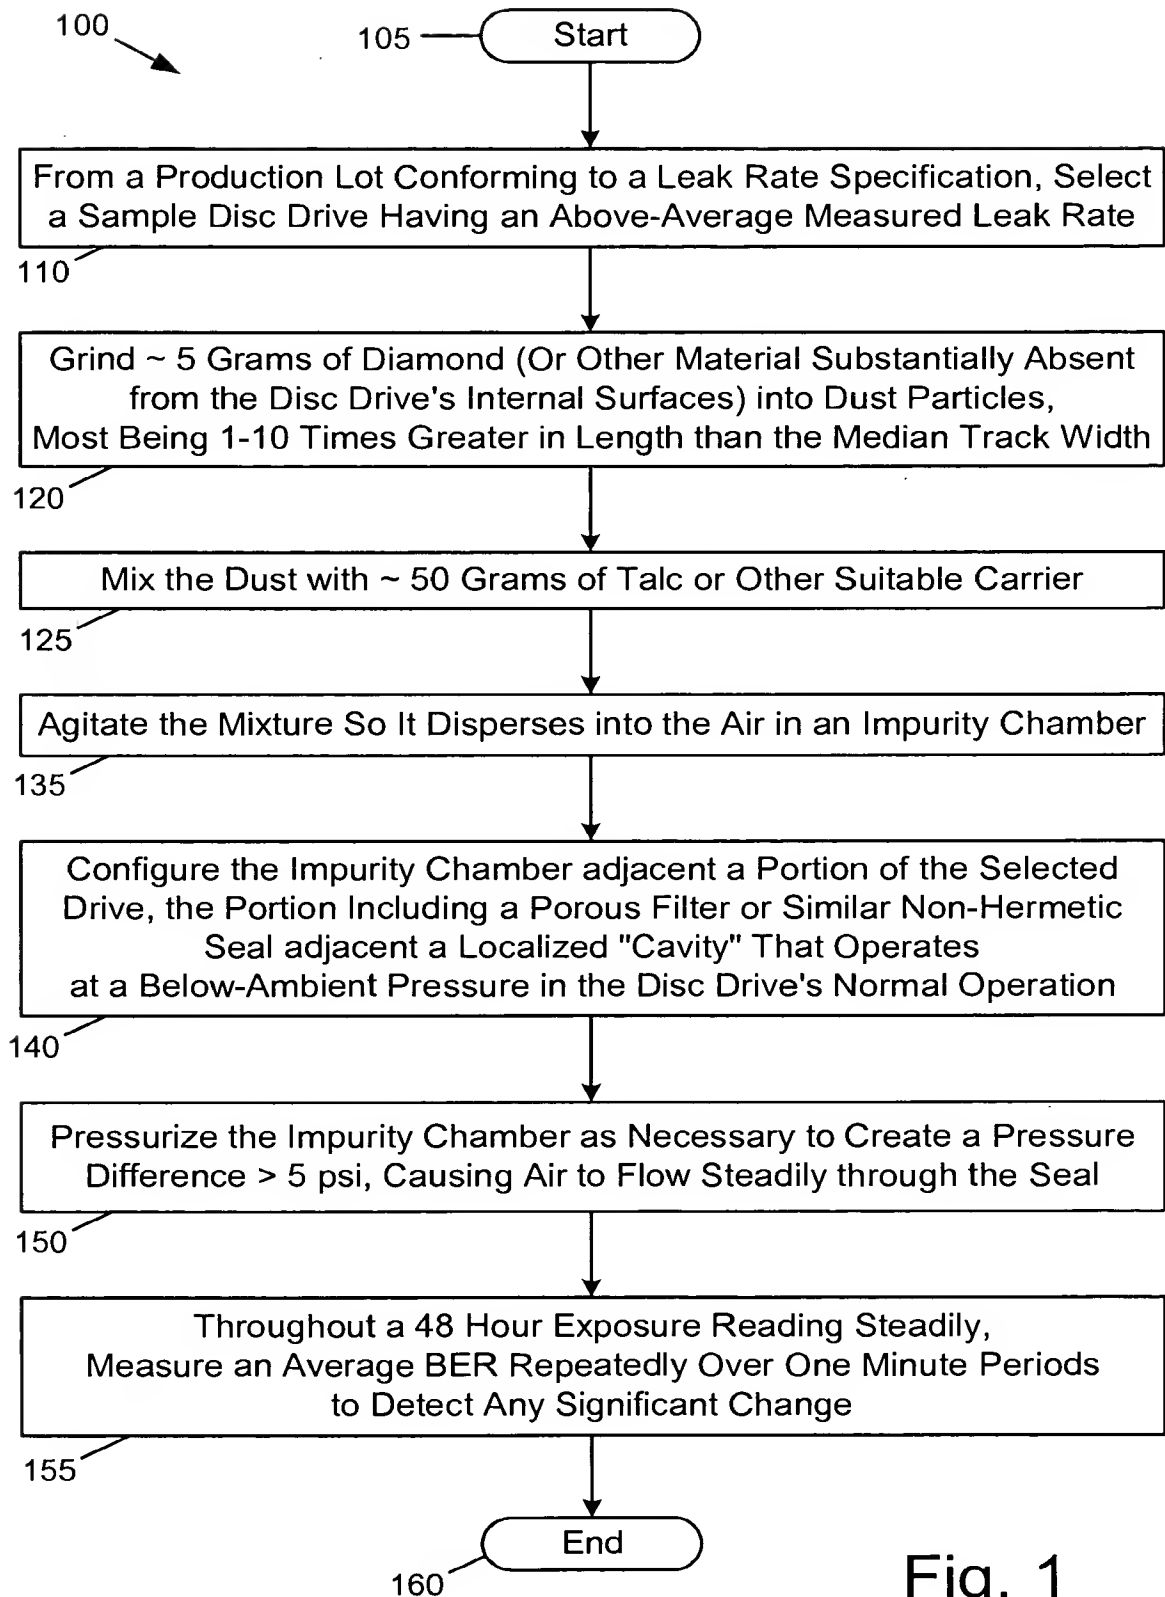 100
105
Start
From a Production Lot Conforming to a Leak Rate Specification, Select
a Sample Disc Drive Having an Above-Average Measured Leak Rate
110
Grind ~ 5 Grams of Diamond (Or Other Material Substantially Absent
from the Disc Drive's Internal Surfaces) into Dust Particles,
Most Being 1-10 Times Greater in Length than the Median Track Width
120
Mix the Dust with ~ 50 Grams of Talc or Other Suitable Carrier
125
Agitate the Mixture So It Disperses into the Air in an Impurity Chamber
135
Configure the Impurity Chamber adjacent a Portion of the Selected
Drive, the Portion Including a Porous Filter or Similar Non-Hermetic
Seal adjacent a Localized "Cavity" That Operates
at a Below-Ambient Pressure in the Disc Drive's Normal Operation
140
Pressurize the Impurity Chamber as Necessary to Create a Pressure
Difference > 5 psi, Causing Air to Flow Steadily through the Seal
150
Throughout a 48 Hour Exposure Reading Steadily,
Measure an Average BER Repeatedly Over One Minute Periods
to Detect Any Significant Change
155
End
160
Fig. 1